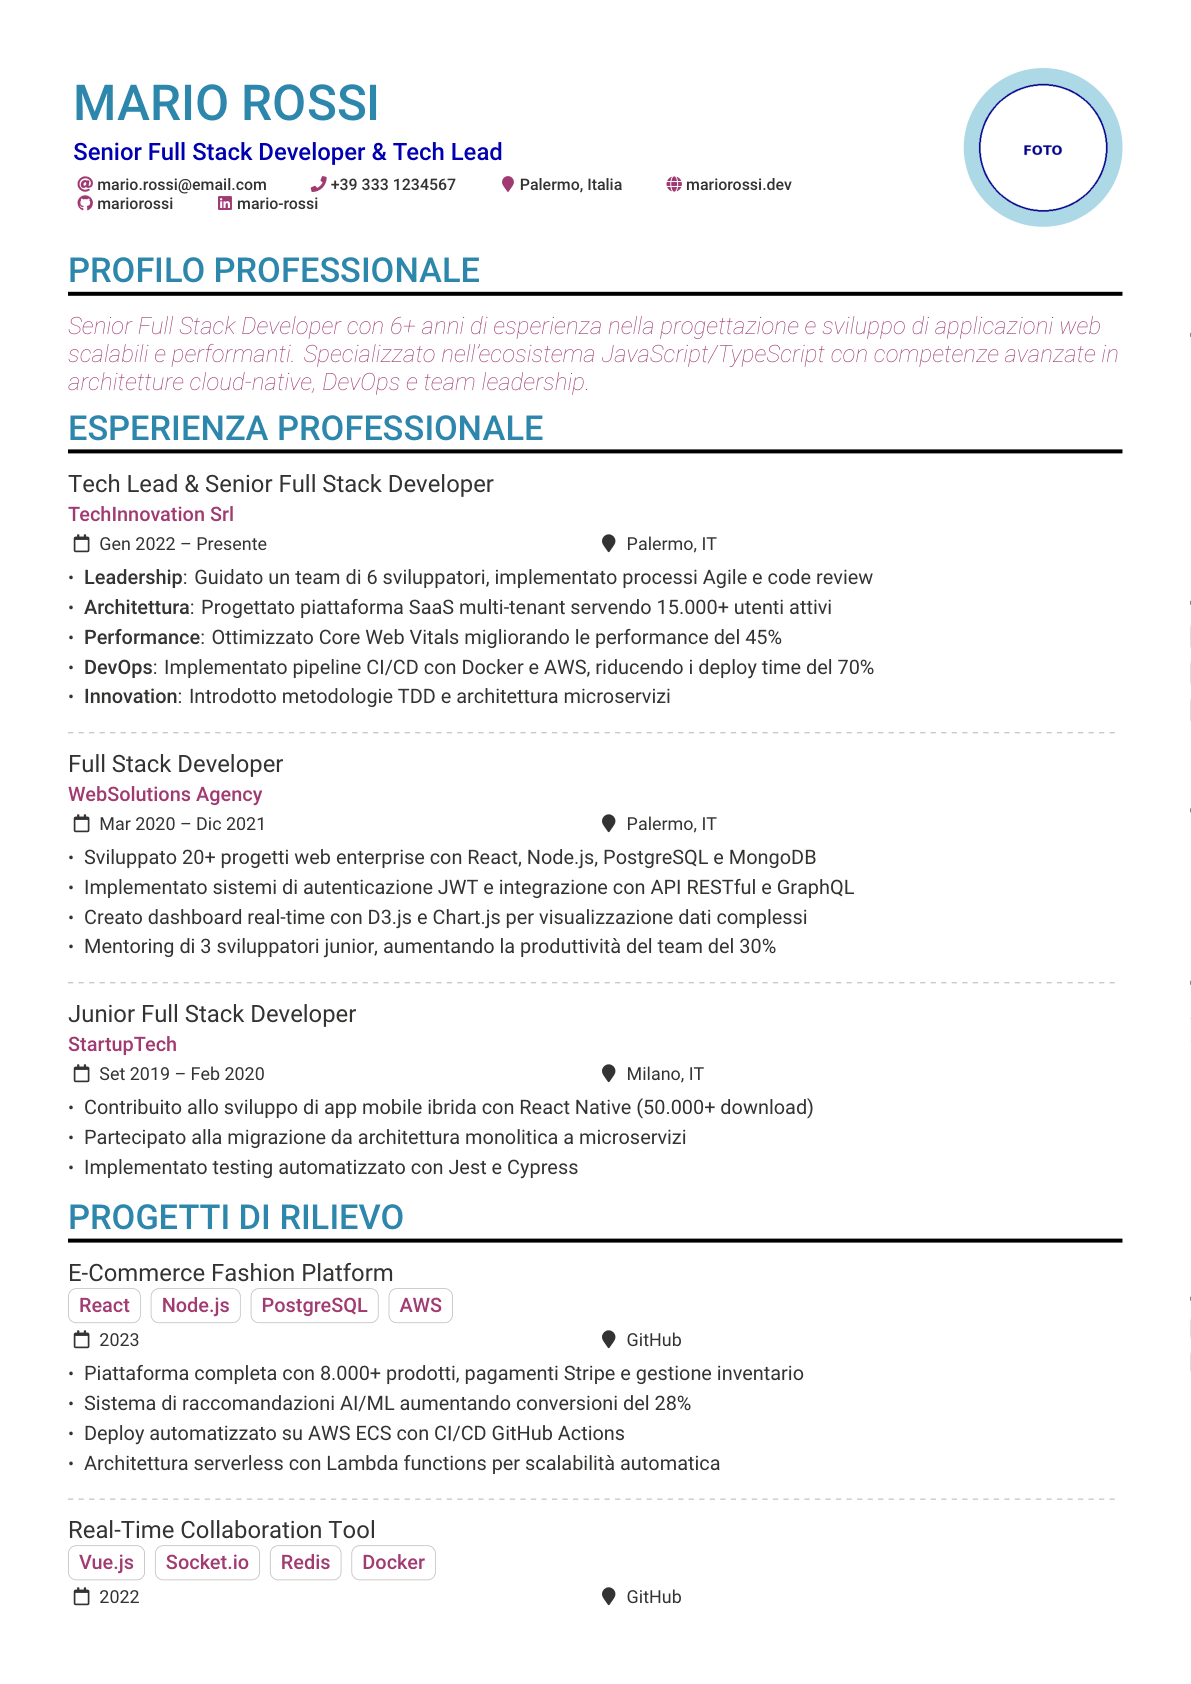 MARIO ROSSI
Senior Full Stack Developer & Tech Lead
mario.rossi@email.com +39 333 1234567 Palermo, Italia mariorossi.dev
mariorossi mario-rossi
FOTO
PROFILO PROFESSIONALE
Senior Full Stack Developer con 6+ anni di esperienza nella progettazione e sviluppo di applicazioni web
scalabili e performanti. Specializzato nell'ecosistema JavaScript/TypeScript con competenze avanzate in
architetture cloud-native, DevOps e team leadership.
ESPERIENZA PROFESSIONALE
Tech Lead & Senior Full Stack Developer
TechInnovation Srl
Gen 2022 – Presente Palermo, IT
• Leadership: Guidato un team di 6 sviluppatori, implementato processi Agile e code review
• Architettura: Progettato piattaforma SaaS multi-tenant servendo 15.000+ utenti attivi
• Performance: Ottimizzato Core Web Vitals migliorando le performance del 45%
• DevOps: Implementato pipeline CI/CD con Docker e AWS, riducendo i deploy time del 70%
• Innovation: Introdotto metodologie TDD e architettura microservizi
Full Stack Developer
WebSolutions Agency
Mar 2020 – Dic 2021 Palermo, IT
• Sviluppato 20+ progetti web enterprise con React, Node.js, PostgreSQL e MongoDB
• Implementato sistemi di autenticazione JWT e integrazione con API RESTful e GraphQL
• Creato dashboard real-time con D3.js e Chart.js per visualizzazione dati complessi
• Mentoring di 3 sviluppatori junior, aumentando la produttività del team del 30%
Junior Full Stack Developer
StartupTech
Set 2019 – Feb 2020 Milano, IT
• Contribuito allo sviluppo di app mobile ibrida con React Native (50.000+ download)
• Partecipato alla migrazione da architettura monolitica a microservizi
• Implementato testing automatizzato con Jest e Cypress
PROGETTI DI RILIEVO
E-Commerce Fashion Platform
React Node.js PostgreSQL AWS
2023 GitHub
• Piattaforma completa con 8.000+ prodotti, pagamenti Stripe e gestione inventario
• Sistema di raccomandazioni AI/ML aumentando conversioni del 28%
• Deploy automatizzato su AWS ECS con CI/CD GitHub Actions
• Architettura serverless con Lambda functions per scalabilità automatica
Real-Time Collaboration Tool
Vue.js Socket.io Redis Docker
2022 GitHub